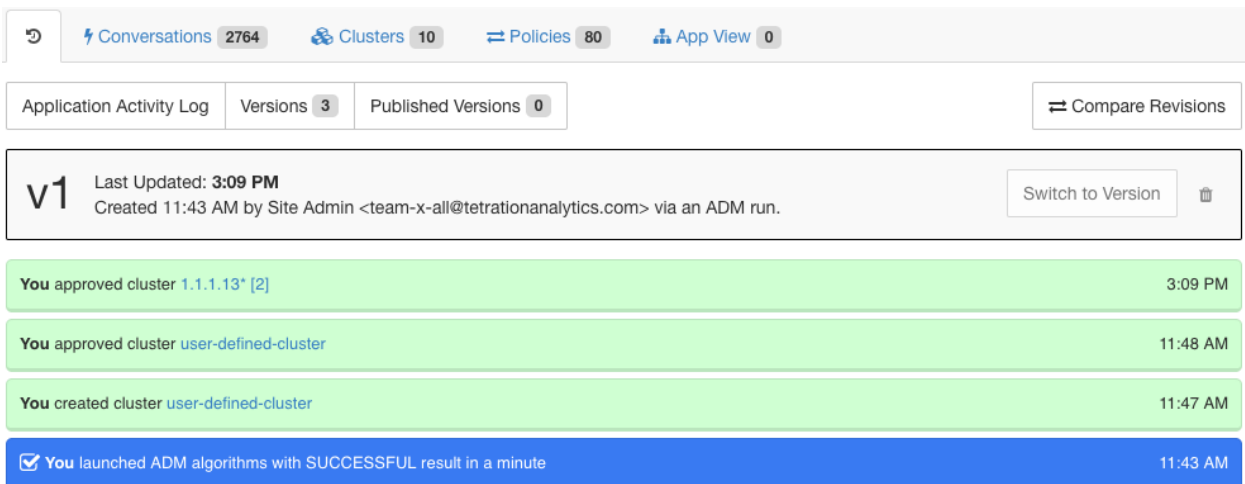 Conversations 2764 Clusters 10 Policies 80 App View 0
Application Activity Log Versions 3 Published Versions 0 Compare Revisions
v1
Last Updated: 3:09 PM
Created 11:43 AM by Site Admin <team-x-all@tetrationanalytics.com> via an ADM run.
Switch to Version
You approved cluster 1.1.1.13* [2] 3:09 PM
You approved cluster user-defined-cluster 11:48 AM
You created cluster user-defined-cluster 11:47 AM
You launched ADM algorithms with SUCCESSFUL result in a minute 11:43 AM